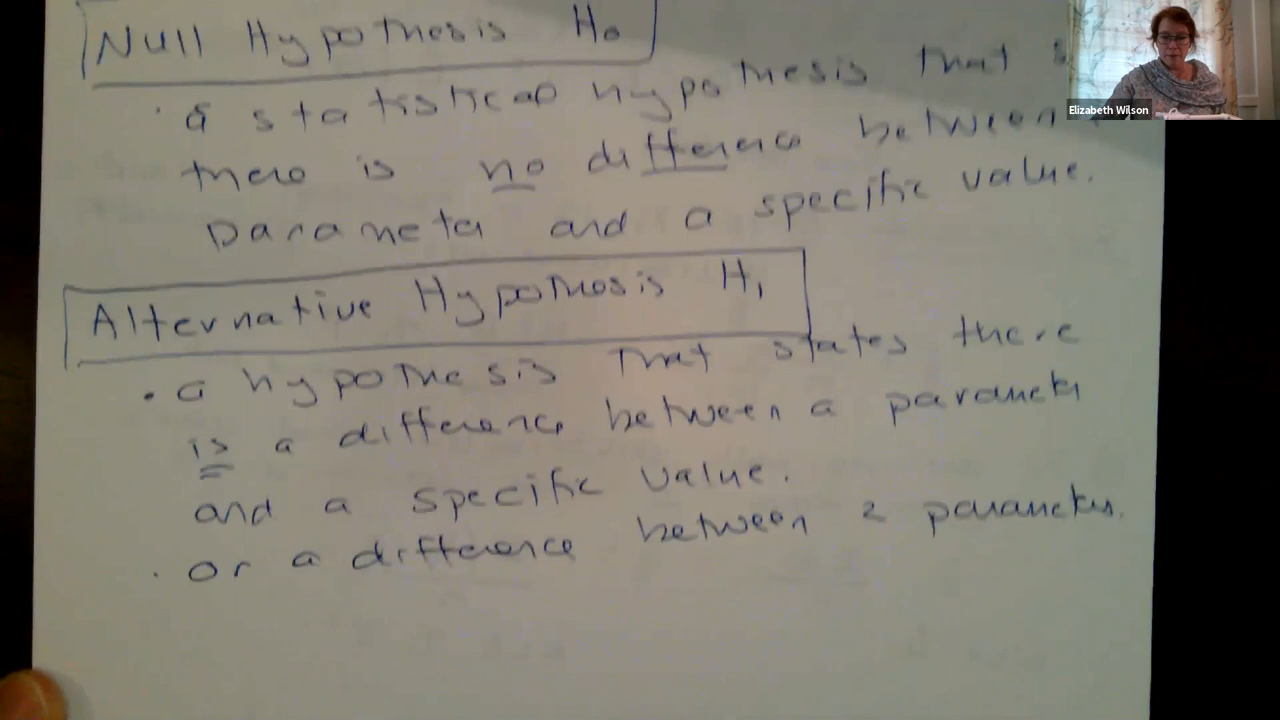 Null Hypothesis H₀
· a statistical hypothesis that
there is no difference between
parameter and a specific value.
Alternative Hypothesis H₁
· a hypothesis that states there
is a difference between a parameter
and a specific value.
· or a difference between 2 parameters.
Elizabeth Wilson